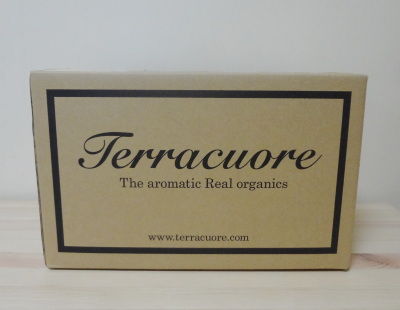 Terracuore
The aromatic Real organics
www.terracuore.com